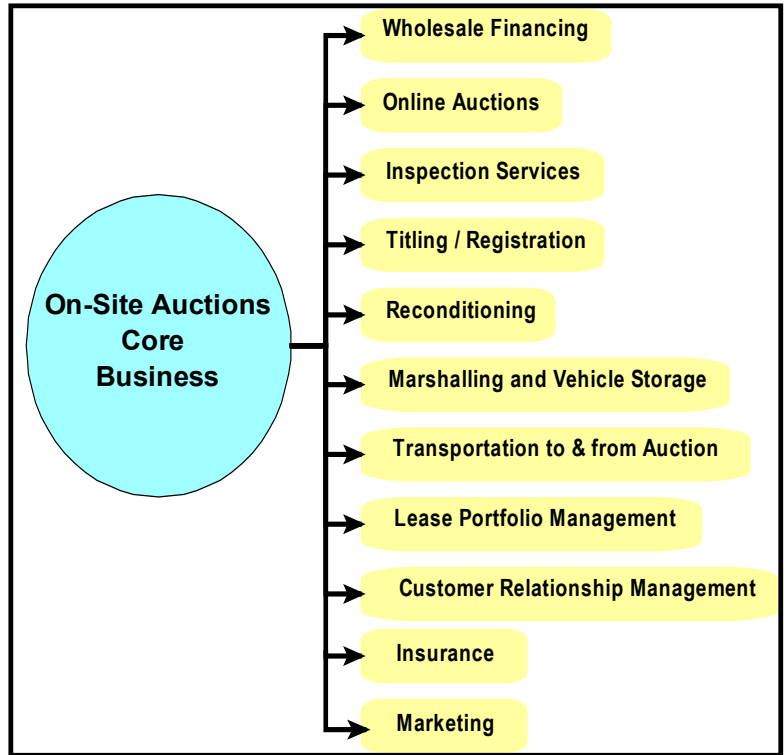 Wholesale Financing
Online Auctions
Inspection Services
Titling / Registration
Reconditioning
On-Site Auctions
Core
Business
Marshalling and Vehicle Storage
Transportation to & from Auction
Lease Portfolio Management
Customer Relationship Management
Insurance
Marketing